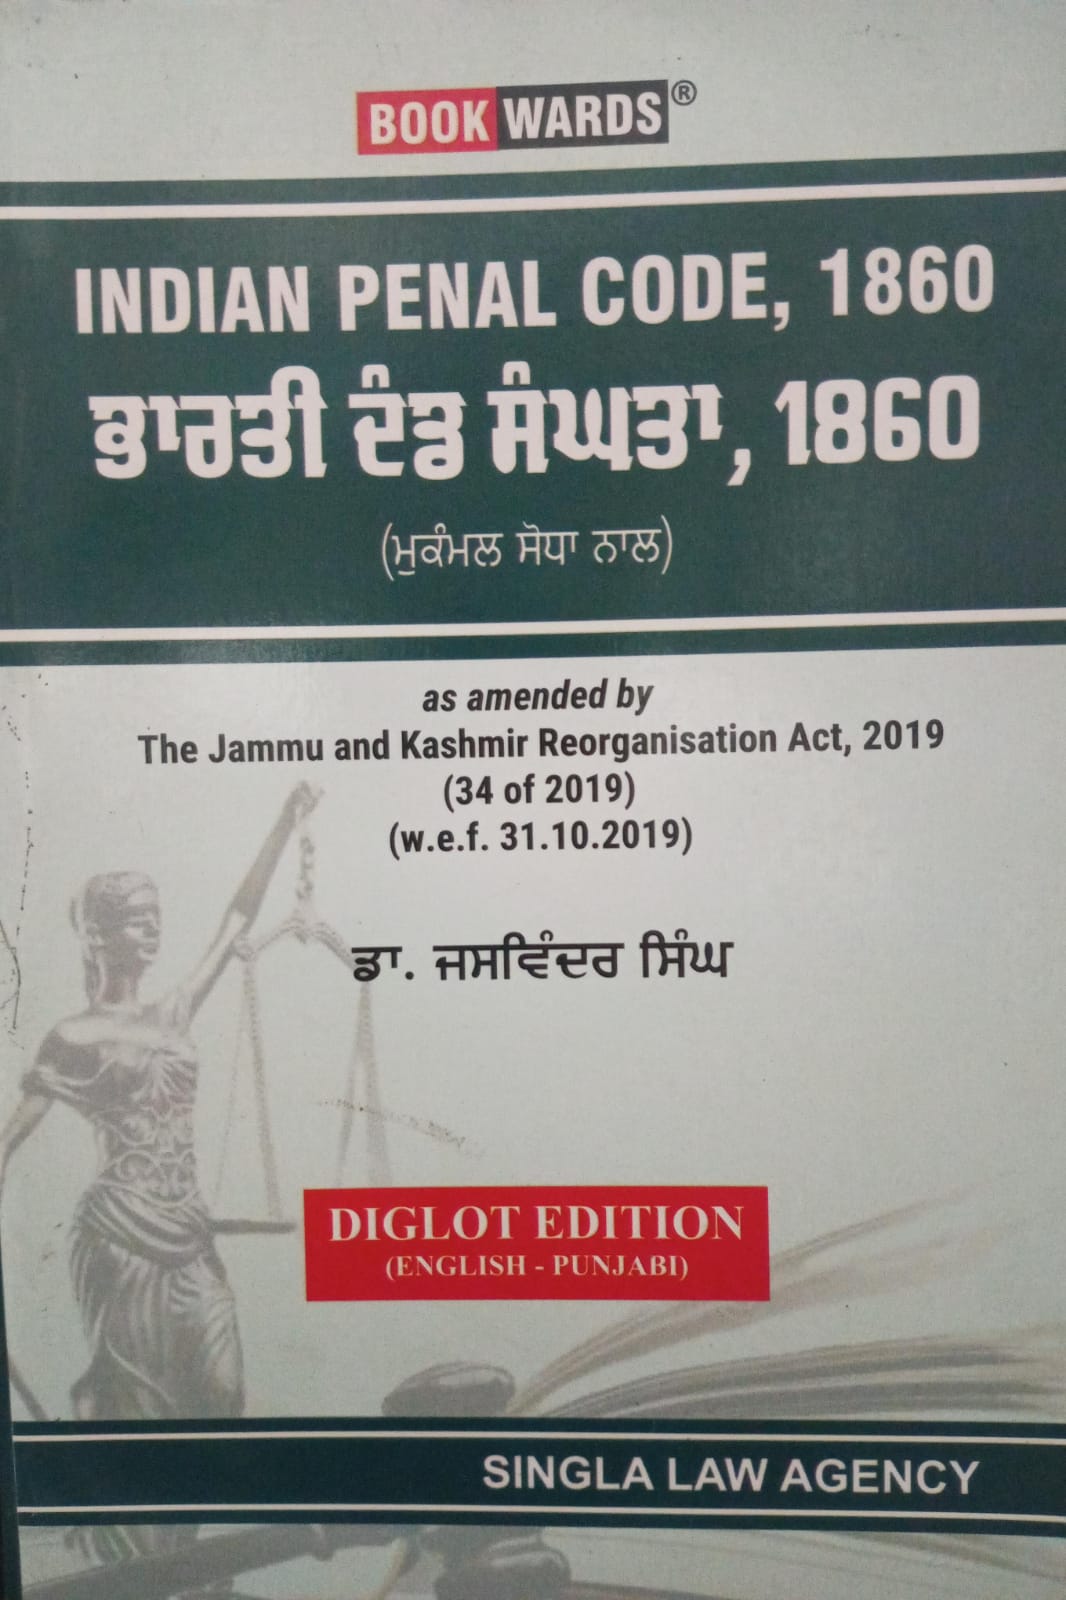 BOOK WARDS®
INDIAN PENAL CODE, 1860
ਭਾਰਤੀ ਦੰਡ ਸੰਘਤਾ, 1860
(ਮੁਕੰਮਲ ਸੋਧਾ ਨਾਲ)
as amended by
The Jammu and Kashmir Reorganisation Act, 2019
(34 of 2019)
(w.e.f. 31.10.2019)
ਡਾ. ਜਸਵਿੰਦਰ ਸਿੰਘ
DIGLOT EDITION
(ENGLISH - PUNJABI)
SINGLA LAW AGENCY